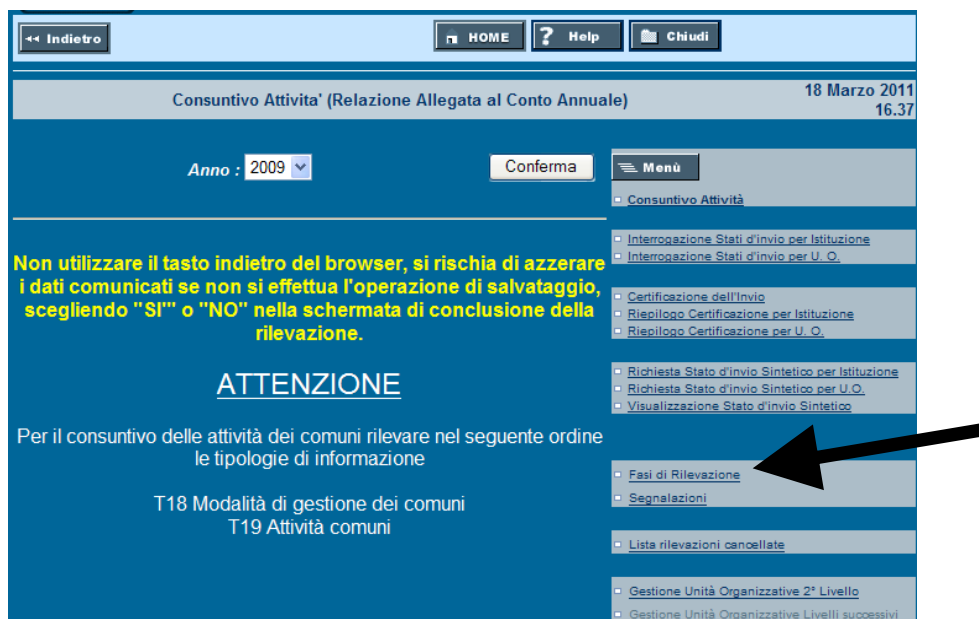 ◄◄ Indietro
HOME
? Help
Chiudi
Consuntivo Attivita' (Relazione Allegata al Conto Annuale)
18 Marzo 2011
16.37
Anno : 2009
Conferma
Menù
Consuntivo Attività
Interrogazione Stati d'invio per Istituzione
Interrogazione Stati d'invio per U. O.
Non utilizzare il tasto indietro del browser, si rischia di azzerare
i dati comunicati se non si effettua l'operazione di salvataggio,
scegliendo "SI'" o "NO" nella schermata di conclusione della
rilevazione.
Certificazione dell'Invio
Riepilogo Certificazione per Istituzione
Riepilogo Certificazione per U. O.
ATTENZIONE
Richiesta Stato d'invio Sintetico per Istituzione
Richiesta Stato d'invio Sintetico per U.O.
Visualizzazione Stato d'invio Sintetico
Per il consuntivo delle attività dei comuni rilevare nel seguente ordine
le tipologie di informazione
T18 Modalità di gestione dei comuni
T19 Attività comuni
Fasi di Rilevazione
Segnalazioni
Lista rilevazioni cancellate
Gestione Unità Organizzative 2° Livello
Gestione Unità Organizzative Livelli successivi